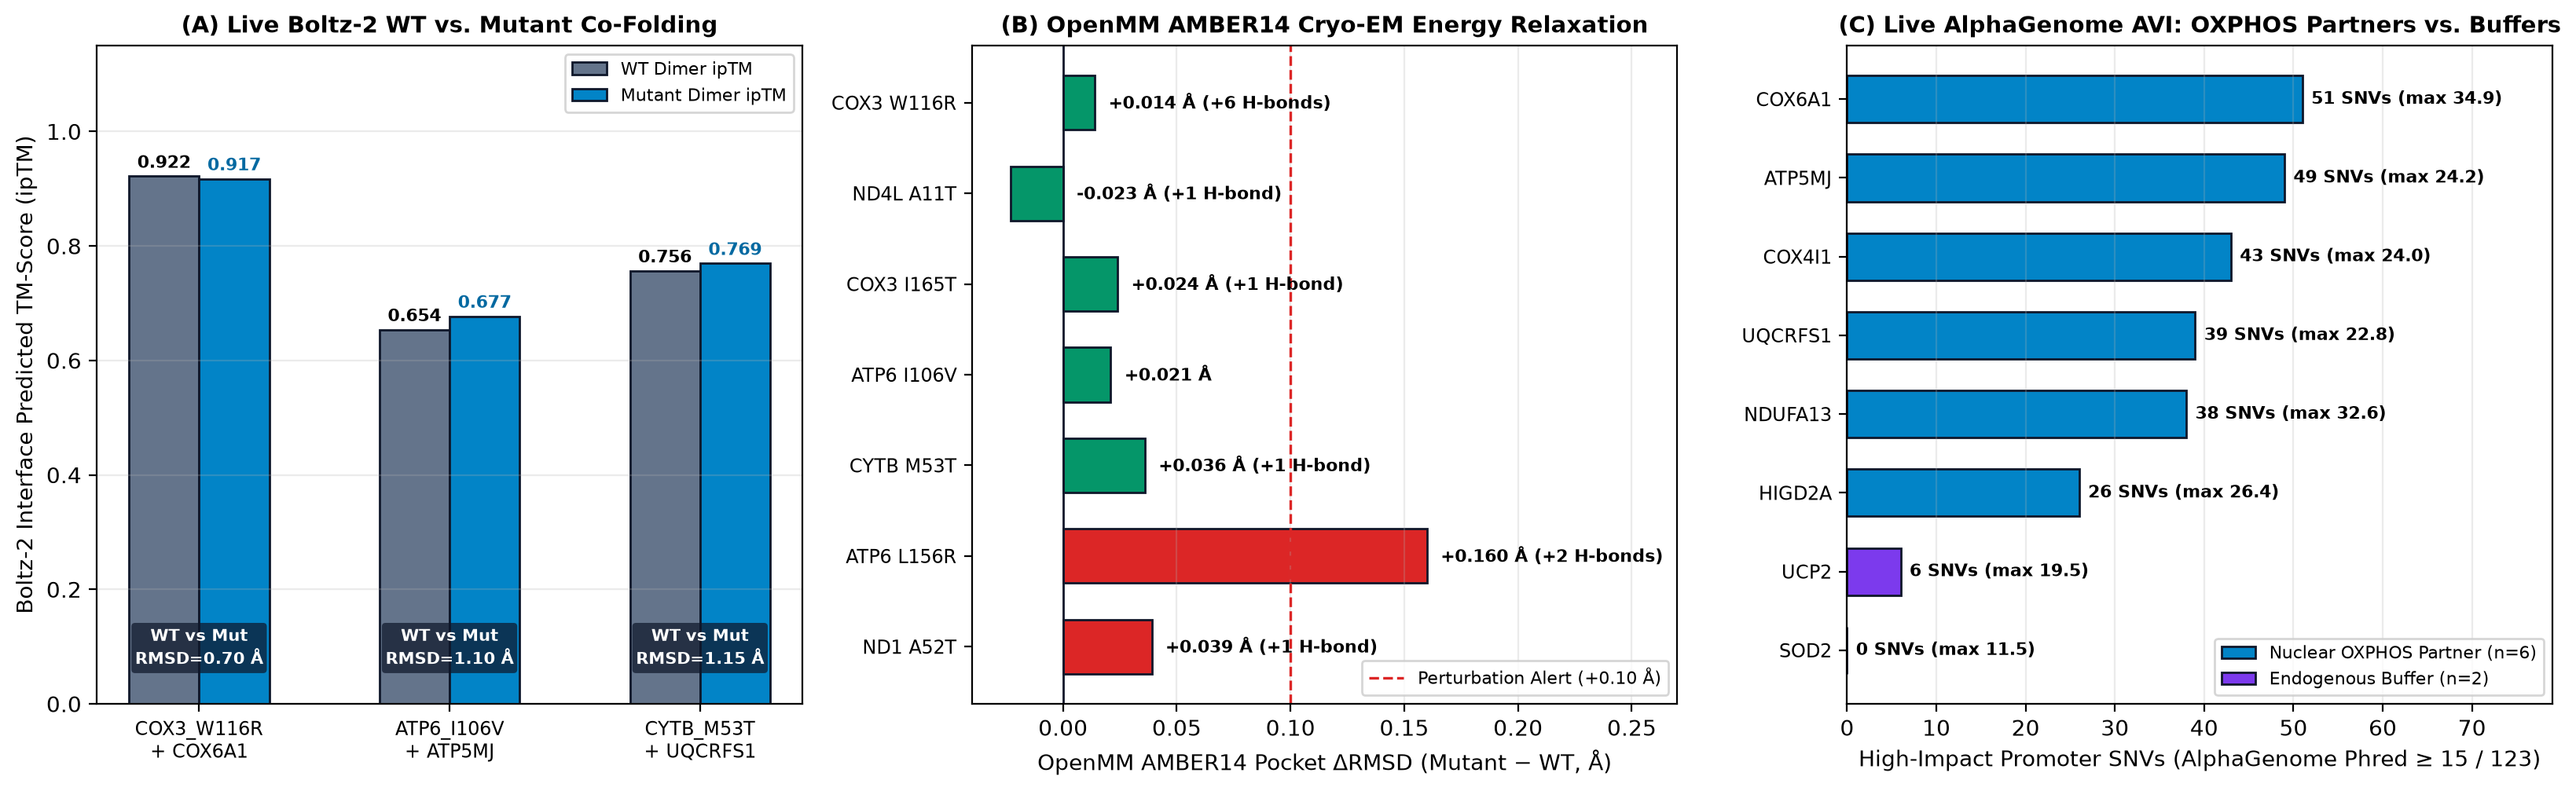 (A) Live Boltz-2 WT vs. Mutant Co-Folding
Boltz-2 Interface Predicted TM-Score (ipTM)
1.0
0.8
0.6
0.4
0.2
0.0
WT Dimer ipTM
Mutant Dimer ipTM
0.922
0.917
0.654
0.677
0.756
0.769
WT vs Mut
RMSD=0.70 Å
WT vs Mut
RMSD=1.10 Å
WT vs Mut
RMSD=1.15 Å
COX3_W116R
+ COX6A1
ATP6_I106V
+ ATP5MJ
CYTB_M53T
+ UQCRFS1
(B) OpenMM AMBER14 Cryo-EM Energy Relaxation
COX3 W116R
+0.014 Å (+6 H-bonds)
ND4L A11T
-0.023 Å (+1 H-bond)
COX3 I165T
+0.024 Å (+1 H-bond)
ATP6 I106V
+0.021 Å
CYTB M53T
+0.036 Å (+1 H-bond)
ATP6 L156R
+0.160 Å (+2 H-bonds)
ND1 A52T
+0.039 Å (+1 H-bond)
Perturbation Alert (+0.10 Å)
0.00 0.05 0.10 0.15 0.20 0.25
OpenMM AMBER14 Pocket ΔRMSD (Mutant − WT, Å)
(C) Live AlphaGenome AVI: OXPHOS Partners vs. Buffers
COX6A1
51 SNVs (max 34.9)
ATP5MJ
49 SNVs (max 24.2)
COX4I1
43 SNVs (max 24.0)
UQCRFS1
39 SNVs (max 22.8)
NDUFA13
38 SNVs (max 32.6)
HIGD2A
26 SNVs (max 26.4)
UCP2
6 SNVs (max 19.5)
SOD2
0 SNVs (max 11.5)
Nuclear OXPHOS Partner (n=6)
Endogenous Buffer (n=2)
0 10 20 30 40 50 60 70
High-Impact Promoter SNVs (AlphaGenome Phred ≥ 15 / 123)